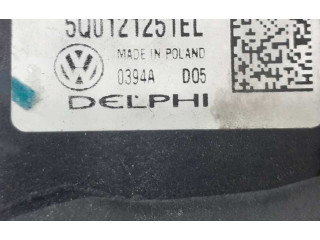 5Q0121251EL
MADE IN POLAND
0394A D05
DELPHI